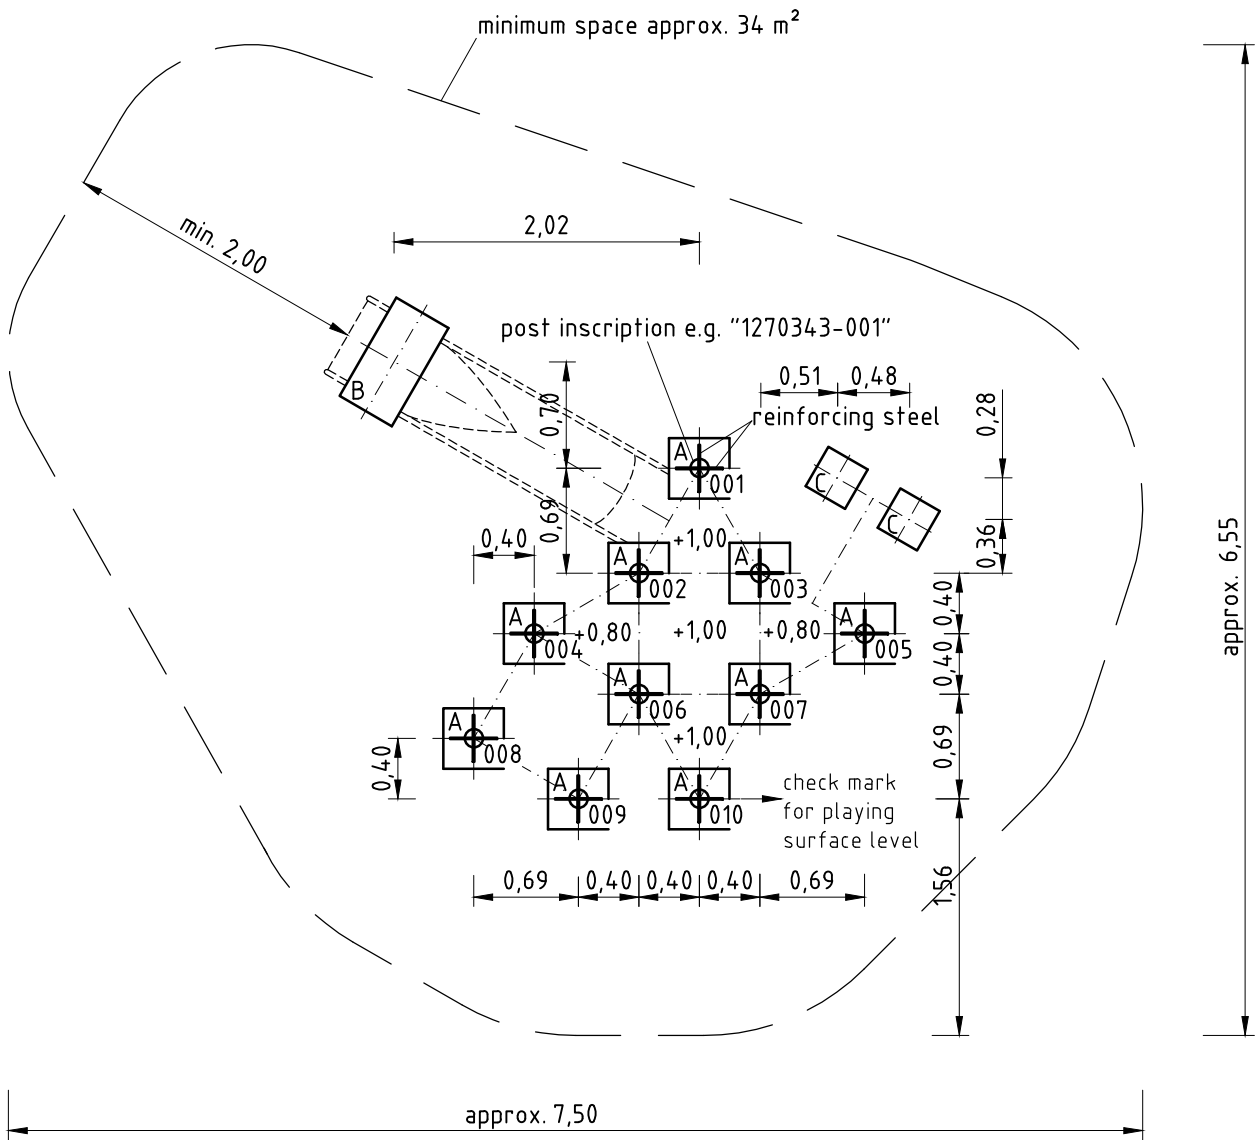 minimum space approx. 34 m²
min. 2,00
2,02
post inscription e.g. "1270343-001"
B
0,70
0,51
0,48
reinforcing steel
0,28
A
001
C
C
0,69
0,40
+1,00
0,36
approx. 6,55
A
002
A
003
A
004
+0,80
+1,00
+0,80
A
005
0,40
0,40
A
006
A
007
A
008
+1,00
0,69
0,40
A
009
A
010
check mark
for playing
surface level
0,69
0,40
0,40
0,40
0,69
1,56
approx. 7,50